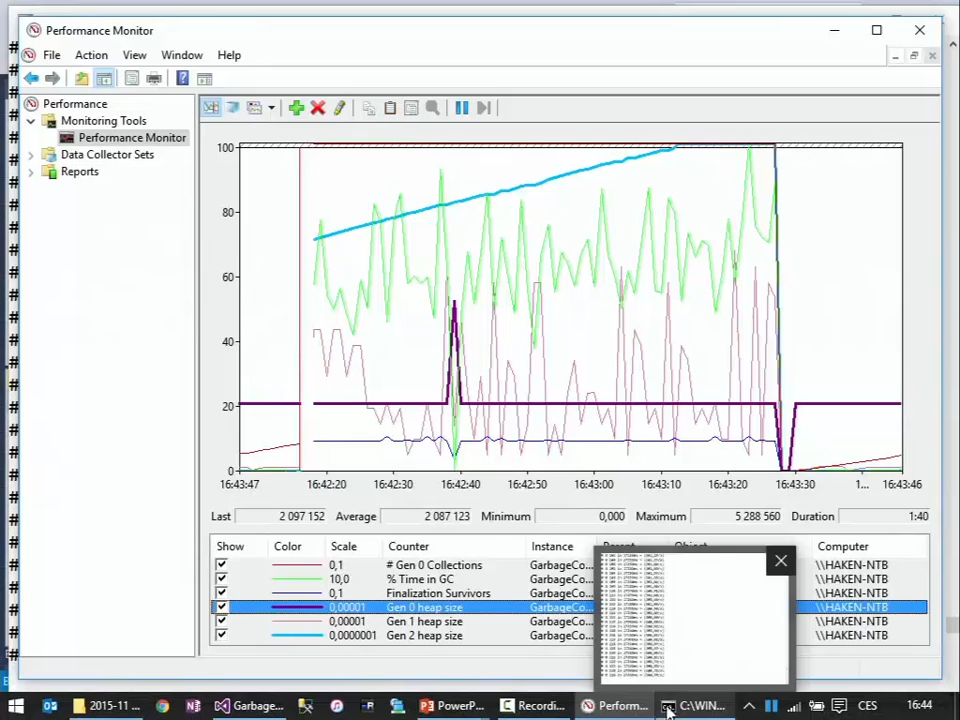 Performance Monitor
File Action View Window Help
Performance
Monitoring Tools
Performance Monitor
Data Collector Sets
Reports
100
80
60
40
20
0
16:43:47 16:42:20 16:42:30 16:42:40 16:42:50 16:43:00 16:43:10 16:43:20 16:43:30 1... 16:43:46
Last 2 097 152 Average 2 087 123 Minimum 0,000 Maximum 5 288 560 Duration 1:40
Show Color Scale Counter Instance Computer
0,1 # Gen 0 Collections GarbageCo... \\HAKEN-NTB
10,0 % Time in GC GarbageCo... \\HAKEN-NTB
0,1 Finalization Survivors GarbageCo... \\HAKEN-NTB
0,00001 Gen 0 heap size GarbageCo... \\HAKEN-NTB
0,00001 Gen 1 heap size GarbageCo... \\HAKEN-NTB
0,0000001 Gen 2 heap size GarbageCo... \\HAKEN-NTB
2015-11 ... Garbage... PowerP... Recordi... Perform... C:\WIN... CES 16:44